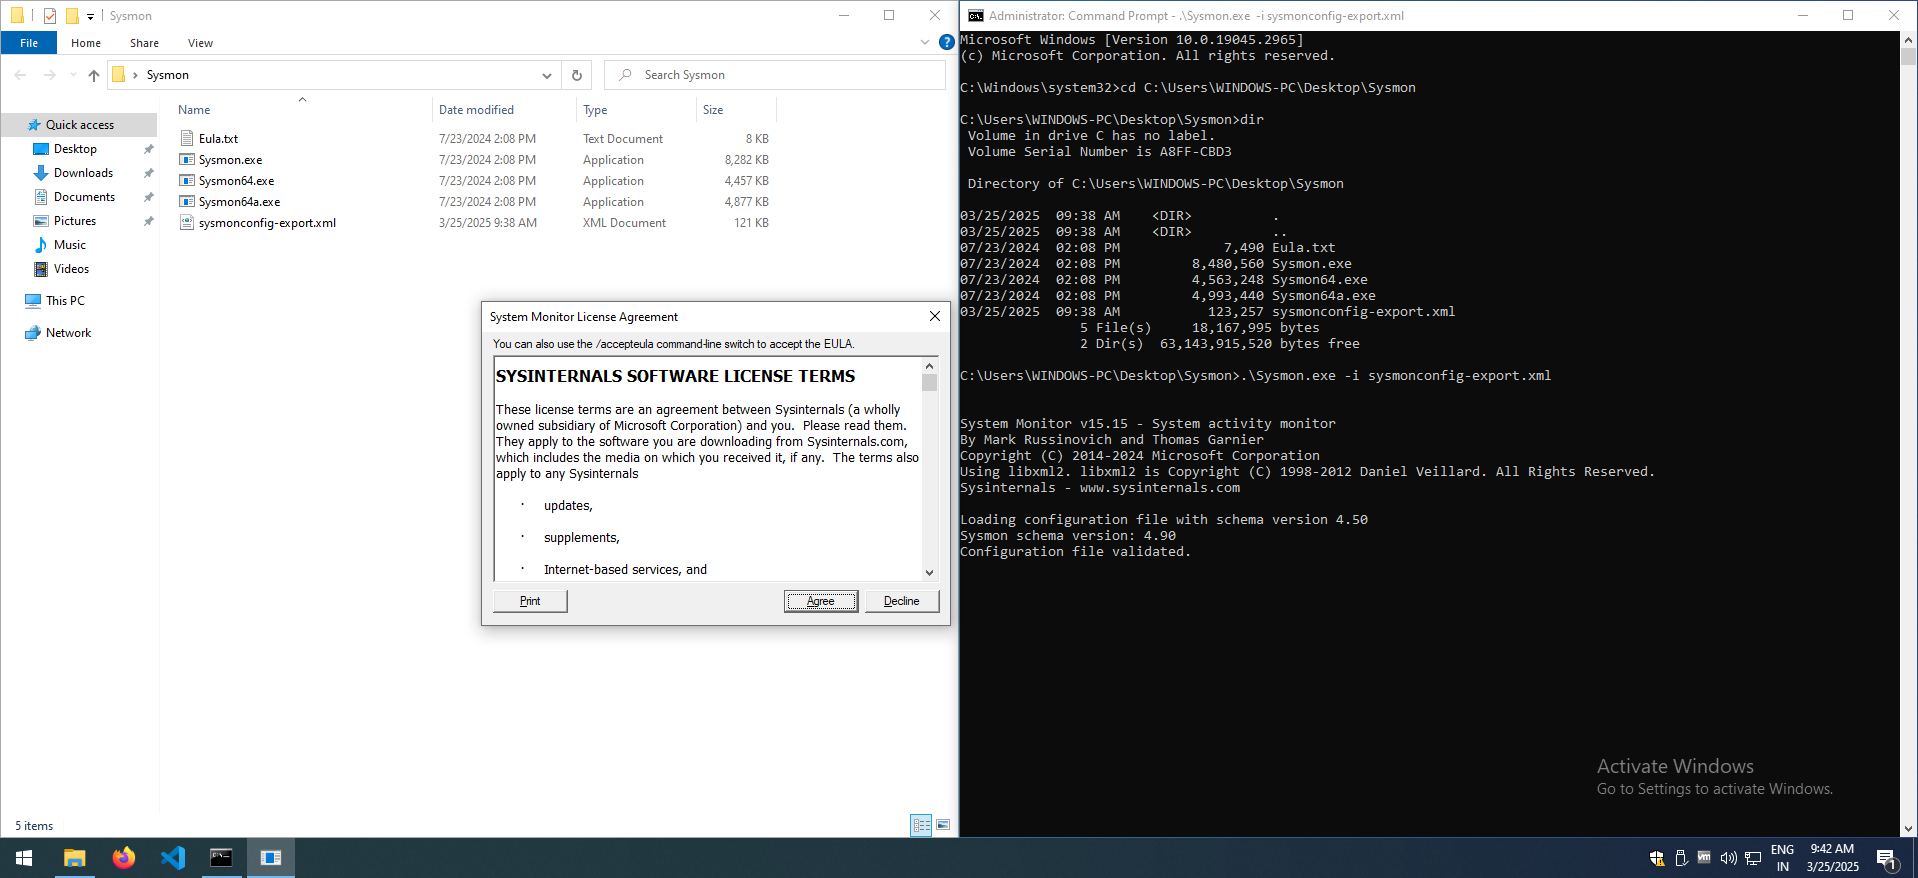 Sysmon
File Home Share View
Sysmon
Search Sysmon
Name Date modified Type Size
Quick access
Desktop
Downloads
Documents
Pictures
Music
Videos
This PC
Network
Eula.txt 7/23/2024 2:08 PM Text Document 8 KB
Sysmon.exe 7/23/2024 2:08 PM Application 8,282 KB
Sysmon64.exe 7/23/2024 2:08 PM Application 4,457 KB
Sysmon64a.exe 7/23/2024 2:08 PM Application 4,877 KB
sysmonconfig-export.xml 3/25/2025 9:38 AM XML Document 121 KB
System Monitor License Agreement
You can also use the /accepteula command-line switch to accept the EULA.
SYSINTERNALS SOFTWARE LICENSE TERMS
These license terms are an agreement between Sysinternals (a wholly
owned subsidiary of Microsoft Corporation) and you. Please read them.
They apply to the software you are downloading from Sysinternals.com,
which includes the media on which you received it, if any. The terms also
apply to any Sysinternals
· updates,
· supplements,
· Internet-based services, and
Print Agree Decline
5 items
Administrator: Command Prompt - .\Sysmon.exe -i sysmonconfig-export.xml
Microsoft Windows [Version 10.0.19045.2965]
(c) Microsoft Corporation. All rights reserved.
C:\Windows\system32>cd C:\Users\WINDOWS-PC\Desktop\Sysmon
C:\Users\WINDOWS-PC\Desktop\Sysmon>dir
Volume in drive C has no label.
Volume Serial Number is A8FF-CBD3
Directory of C:\Users\WINDOWS-PC\Desktop\Sysmon
03/25/2025 09:38 AM <DIR> .
03/25/2025 09:38 AM <DIR> ..
07/23/2024 02:08 PM 7,490 Eula.txt
07/23/2024 02:08 PM 8,480,560 Sysmon.exe
07/23/2024 02:08 PM 4,563,248 Sysmon64.exe
07/23/2024 02:08 PM 4,993,440 Sysmon64a.exe
03/25/2025 09:38 AM 123,257 sysmonconfig-export.xml
5 File(s) 18,167,995 bytes
2 Dir(s) 63,143,915,520 bytes free
C:\Users\WINDOWS-PC\Desktop\Sysmon>.\Sysmon.exe -i sysmonconfig-export.xml
System Monitor v15.15 - System activity monitor
By Mark Russinovich and Thomas Garnier
Copyright (C) 2014-2024 Microsoft Corporation
Using libxml2. libxml2 is Copyright (C) 1998-2012 Daniel Veillard. All Rights Reserved.
Sysinternals - www.sysinternals.com
Loading configuration file with schema version 4.50
Sysmon schema version: 4.90
Configuration file validated.
Activate Windows
Go to Settings to activate Windows.
ENG
IN
9:42 AM
3/25/2025
1